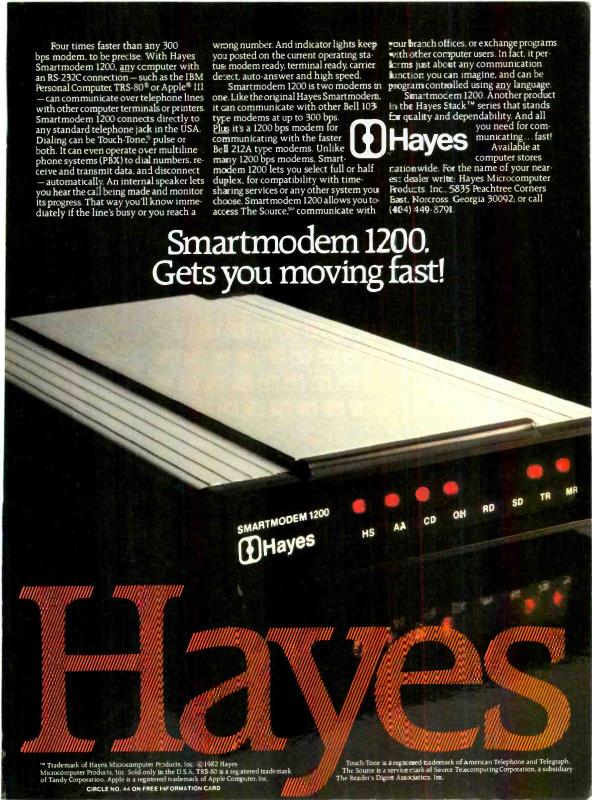 Four times faster than any 300
bps modem, to be precise. With Hayes
Smartmodem 1200, any computer with
an RS-232C connection – such as the IBM
Personal Computer, TRS-80® or Apple® III
– can communicate over telephone lines
with other computer terminals or printers.
Smartmodem 1200 connects directly to
any standard telephone jack in the USA.
Dialing can be Touch-Tone,® pulse or
both. It can even operate over multiline
phone systems (PBX) to dial numbers, re-
ceive and transmit data, and disconnect
– automatically. An internal speaker lets
you hear the call being made and monitor
its progress. That way you'll know imme-
diately if the line's busy or you reach a
wrong number. And indicator lights keep
you posted on the current operating sta-
tus: modem ready, terminal ready, carrier
detect, auto-answer and high speed.
Smartmodem 1200 is two modems in
one. Like the original Hayes Smartmodem,
it can communicate with other Bell 103
type modems at up to 300 bps.
Plus it's a 1200 bps modem for
communicating with the faster
Bell 212A type modems. Unlike
many 1200 bps modems, Smart-
modem 1200 lets you select full or half
duplex, for compatibility with time-
sharing services or any other system you
choose. Smartmodem 1200 allows you to
access The Source,℠ communicate with
your branch offices, or exchange programs
with other computer users. In fact, it per-
forms just about any communication
function you can imagine, and can be
program controlled using any language.
Smartmodem 1200. Another product
in the Hayes Stack™ series that stands
for quality and dependability. And all
you need for com-
municating...fast!
Available at
computer stores
nationwide. For the name of your near-
est dealer write: Hayes Microcomputer
Products, Inc., 5835 Peachtree Corners
East, Norcross, Georgia 30092, or call
(404) 449-8791.
Hayes
Smartmodem 1200.
Gets you moving fast!
SMARTMODEM 1200
Hayes
HS AA CD OH RD SD TR MR
Hayes
™ Trademark of Hayes Microcomputer Products, Inc. © 1982 Hayes
Microcomputer Products, Inc. Sold only in the U.S.A. TRS-80 is a registered trademark
of Tandy Corporation. Apple is a registered trademark of Apple Computer, Inc.
CIRCLE NO. 44 ON FREE INFORMATION CARD
Touch-Tone is a registered trademark of American Telephone and Telegraph.
The Source is a service mark of Source Telecomputing Corporation, a subsidiary
The Reader's Digest Association, Inc.